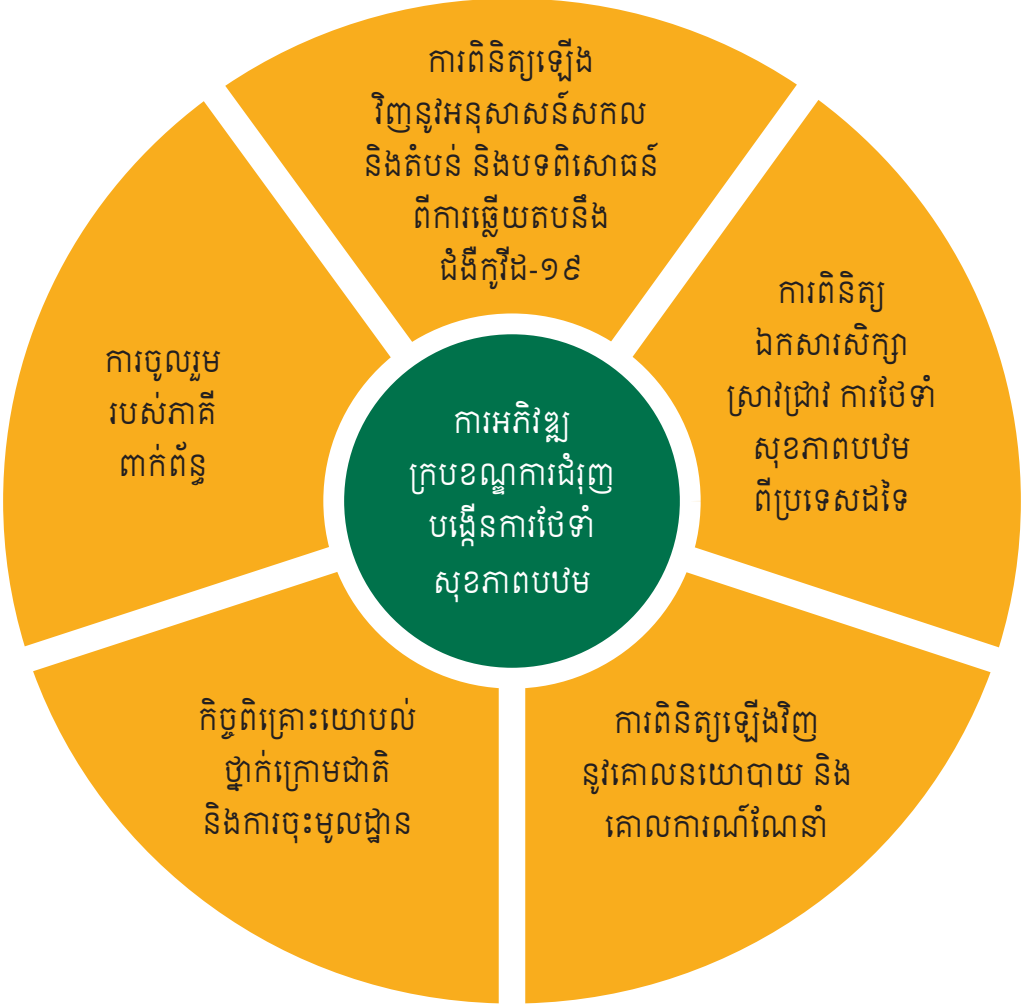 ការពិនិត្យឡើង
វិញនូវអនុសាសន៍សកល
និងតំបន់ និងបទពិសោធន៍
ពីការឆ្លើយតបនឹង
ជំងឺកូវីដ-១៩
ការពិនិត្យ
ឯកសារសិក្សា
ស្រាវជ្រាវ ការថែទាំ
សុខភាពបឋម
ពីប្រទេសដទៃ
ការពិនិត្យឡើងវិញ
នូវគោលនយោបាយ និង
គោលការណ៍ណែនាំ
កិច្ចពិគ្រោះយោបល់
ថ្នាក់ក្រោមជាតិ
និងការចុះមូលដ្ឋាន
ការចូលរួម
របស់ភាគី
ពាក់ព័ន្ធ
ការអភិវឌ្ឍ
ក្របខណ្ឌការជំរុញ
បង្កើនការថែទាំ
សុខភាពបឋម